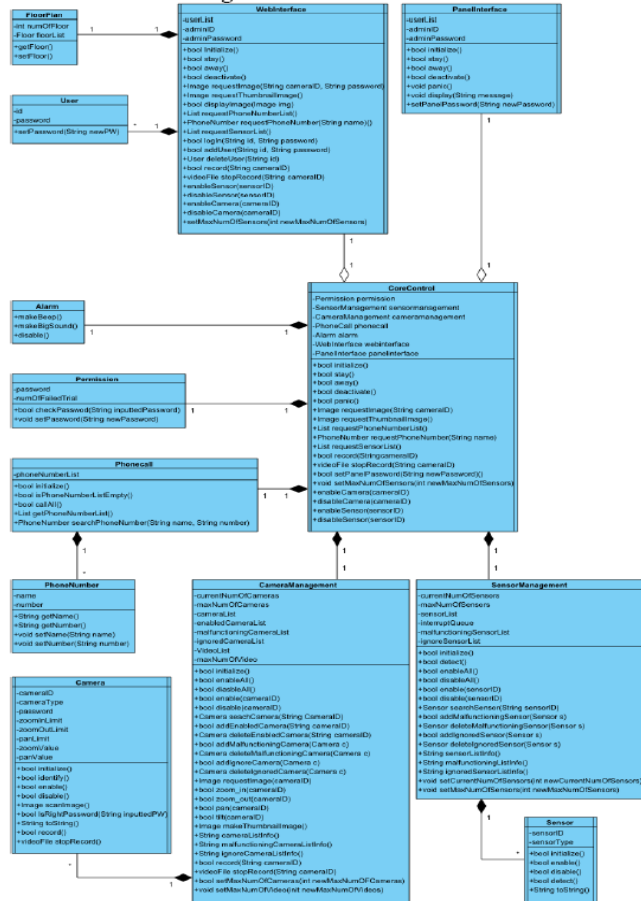 FloorPlan
-int numOfFloor
-Floor floorList
+getFloor()
+setFloor()
1
1
User
-id
-password
+setPassword(String newPW)
*
1
WebInterface
-userList
-adminID
-adminPassword
+bool initialize()
+bool stay()
+bool away()
+bool deactivate()
+Image requestImage(String cameraID, String password)
+Image requestThumbnailImage()
+bool displayImage(Image img)
+List requestPhoneNumberList()
+PhoneNumber requestPhoneNumber(String name)()
+List requestSensorList()
+bool logIn(String id, String password)
+bool addUser(String id, String password)
+User deleteUser(String id)
+bool record(String cameraID)
+videoFile stopRecord(String cameraID)
+enableSensor(sensorID)
+disableSensor(sensorID)
+enableCamera(cameraID)
+disableCamera(cameraID)
+setMaxNumOfSensors(int newMaxNumOfSensors)
PanelInterface
-userList
-adminID
-adminPassword
+bool initialize()
+bool stay()
+bool away()
+bool deactivate()
+void panic()
+void display(String message)
+setPanelPassword(String newPassword)
1
1
1
1
Alarm
+makeBeep()
+makeBigSound()
+disable()
1
1
CoreControl
-Permission permission
-SensorManagement sensormanagement
-CameraManagement cameramanagement
-PhoneCall phonecall
-Alarm alarm
-WebInterface webinterface
-PanelInterface panelinterface
+bool initialize()
+bool stay()
+bool away()
+bool deactivate()
+bool panic()
+Image requestImage(String cameraID)
+Image requestThumbnailImage()
+List requestPhoneNumberList()
+PhoneNumber requestPhoneNumber(String name)
+List requestSensorList()
+bool record(StringcameraID)
+videoFile stopRecord(String cameraID)
+bool setPanelPassword(String newPassword)()
+void setMaxNumOfSensors(int newMaxNumOfSensors)
+enableCamera(cameraID)
+disableCamera(cameraID)
+enableSensor(sensorID)
+disableSensor(sensorID)
Permission
-password
-numOfFailedTrial
+bool checkPasswod(String inputtedPassword)
+void setPassword(String newPassword)
1
1
Phonecall
-phoneNumberList
+bool initialize()
+bool isPhoneNumberListEmpty()
+bool callAll()
+List getPhoneNumberList()
+PhoneNumber searchPhoneNumber(String name, String number)
1
1
1
*
PhoneNumber
-name
-number
+String getName()
+String getNumber()
+void setName(String name)
+void setNumber(String number)
1
1
1
1
CameraManagement
-currentNumOfCameras
-maxNumOfCameras
-cameraList
-enabledCameraList
-malfunctioningCameraList
-ignoredCameraList
-VideoList
-maxNumOfVideo
+bool initialize()
+bool enableAll()
+bool disableAll()
+bool enable(cameraID)
+bool disable(cameraID)
+Camera seachCamera(String CameraID)
+bool addEnabledCamera(String cameraID)
+Camera deleteEnabledCamera(String cameraID)
+bool addMalfunctioningCamera(Camera c)
+Camera deleteMalfunctioningCamera(Camera c)
+bool addIgnoreCamera(Camera c)
+Camera deleteIgnoredCamera(Camera c)
+Image requestImage(cameraID)
+bool zoom_in(cameraID)
+bool zoom_out(cameraID)
+bool pan(cameraID)
+bool tilt(cameraID)
+Image makeThumbnailImage()
+String cameraListInfo()
+String malfunctioningCameraListInfo()
+String ignoreCameraListInfo()
+bool record(String cameraID)
+videoFile stopRecord(String cameraID)
+bool setMaxNumOfCameras(int newMaxNumOFCameras)
+void setMaxNumOfVideo(init newMaxNumOfVideos)
SensorManagement
-currentNumOfSensors
-maxNumOfSensors
-sensorList
-interruptQueue
-malfunctioningSensorList
-ignoreSensorList
+bool initialize()
+bool detect()
+bool enableAll()
+bool disableAll()
+bool enable(sensorID)
+bool disable(sensorID)
+Sensor searchSensor(String sensorID)
+bool addMalfunctioningSensor(Sensor s)
+Sensor deleteMalfunctioningSensor(Sensor s)
+bool addIgnoredSensor(Sensor s)
+Sensor deleteIgnoredSensor(Sensor s)
+String senserListInfo()
+String malfunctingListInfo()
+String ignoredSensorListInfo()
+void setCurrentNumOfSensors(int newCurrentNumOfSensors)
+void setMaxNumOfSensors(int newMaxNumOfSensors)
Camera
-cameraID
-cameraType
-password
-zoomInLimit
-zoomOutLimit
-panLimit
-zoomValue
-panValue
+bool initialize()
+bool identify()
+bool enable()
+bool disable()
+Image scanImage()
+bool isRightPassword(String inputtedPW)
+String toString()
+bool record()
+videoFile stopRecord()
*
1
1
*
Sensor
-sensorID
-sensorType
+bool initialize()
+bool enable()
+bool disable()
+bool detect()
+String toString()